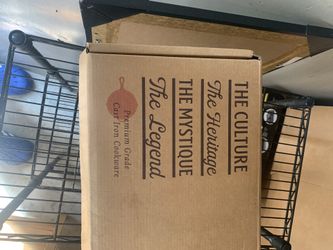 THE CULTURE
The Heritage
THE MYSTIQUE
The Legend
Premium Grade
Cast Iron Cookware